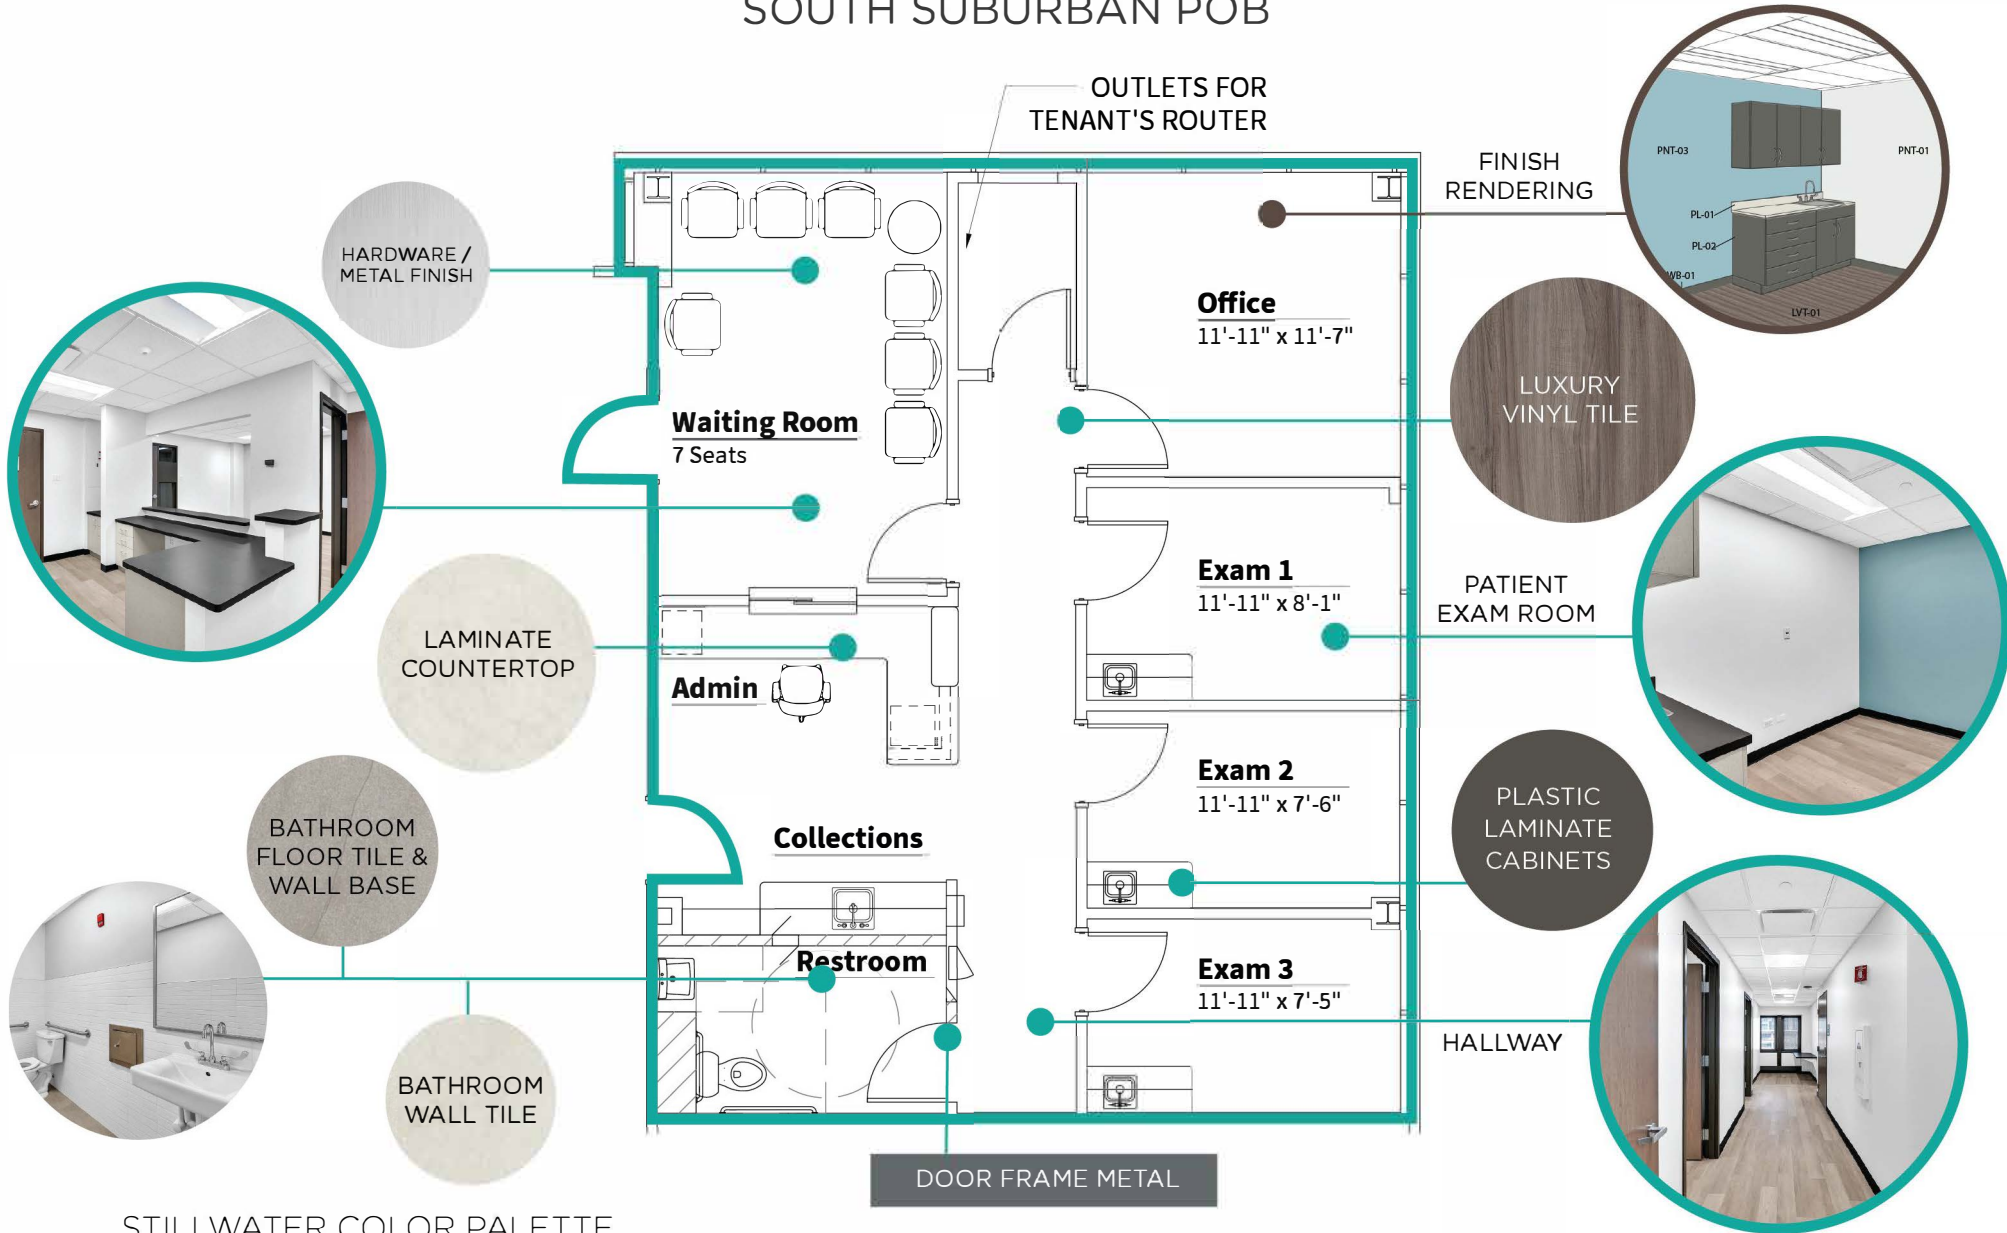 SOUTH SUBURBAN POB
OUTLETS FOR
TENANT'S ROUTER
FINISH
RENDERING
PNT-03
PNT-01
PL-01
PL-02
WB-01
LVT-01
HARDWARE /
METAL FINISH
Office
11'-11" x 11'-7"
LUXURY
VINYL TILE
Waiting Room
7 Seats
Exam 1
11'-11" x 8'-1"
PATIENT
EXAM ROOM
LAMINATE
COUNTERTOP
Admin
Exam 2
11'-11" x 7'-6"
PLASTIC
LAMINATE
CABINETS
BATHROOM
FLOOR TILE &
WALL BASE
Collections
Restroom
Exam 3
11'-11" x 7'-5"
HALLWAY
BATHROOM
WALL TILE
DOOR FRAME METAL
STILLWATER COLOR PALETTE